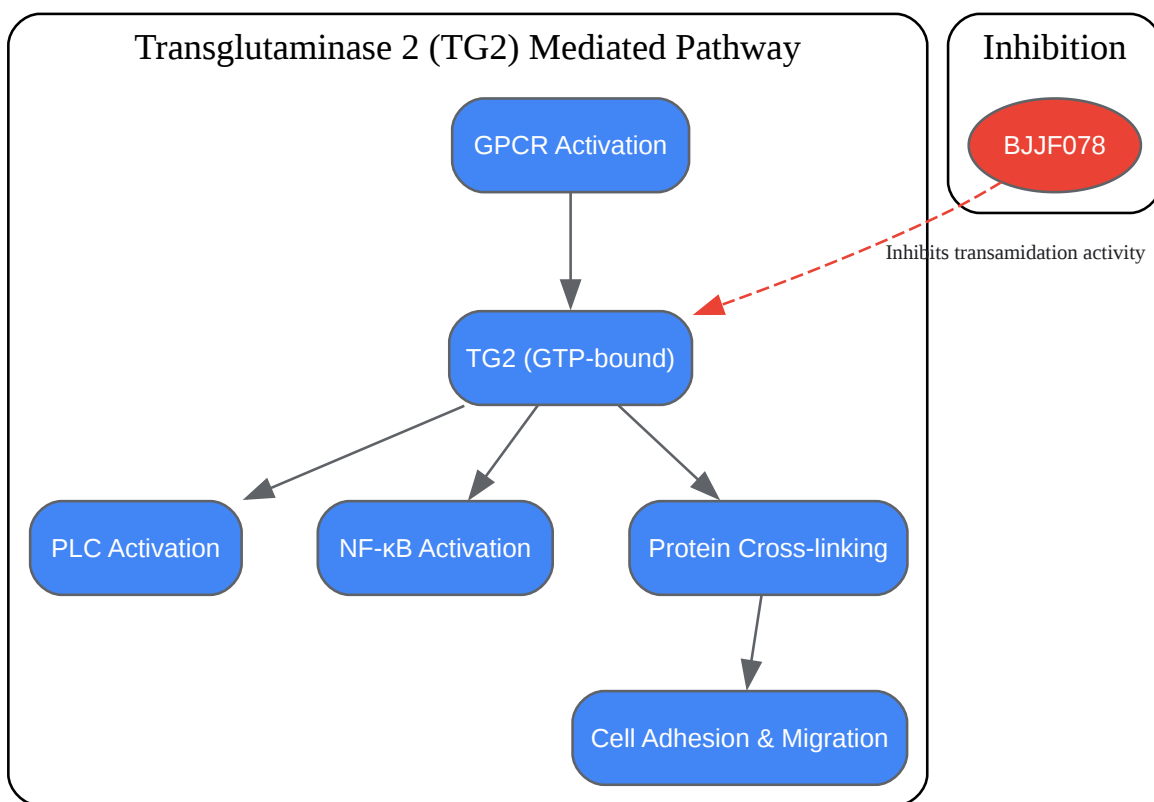 Transglutaminase 2 (TG2) Mediated Pathway
Inhibition
GPCR Activation
BJJF078
Inhibits transamidation activity
TG2 (GTP-bound)
PLC Activation
NF-κB Activation
Protein Cross-linking
Cell Adhesion & Migration